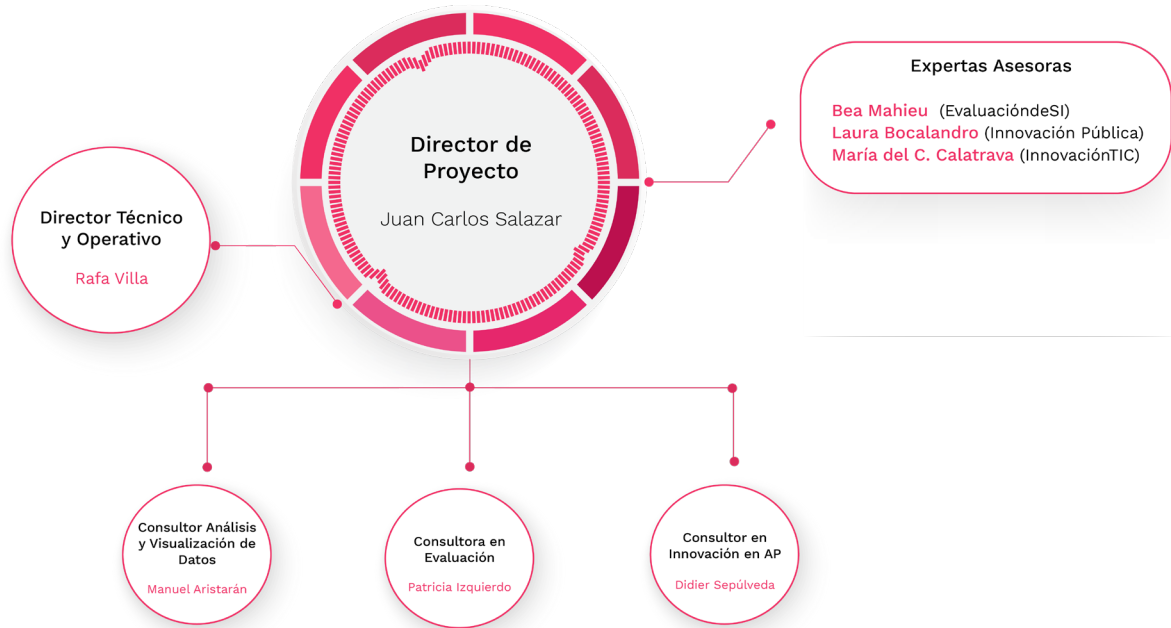 Expertas Asesoras
Bea Mahieu (EvaluacióndeSI)
Laura Bocalandro (Innovación Pública)
María del C. Calatrava (InnovaciónTIC)
Director de
Proyecto
Juan Carlos Salazar
Director Técnico
y Operativo
Rafa Villa
Consultor Análisis
y Visualización de
Datos
Manuel Aristarán
Consultora en
Evaluación
Patricia Izquierdo
Consultor en
Innovación en AP
Didier Sepúlveda